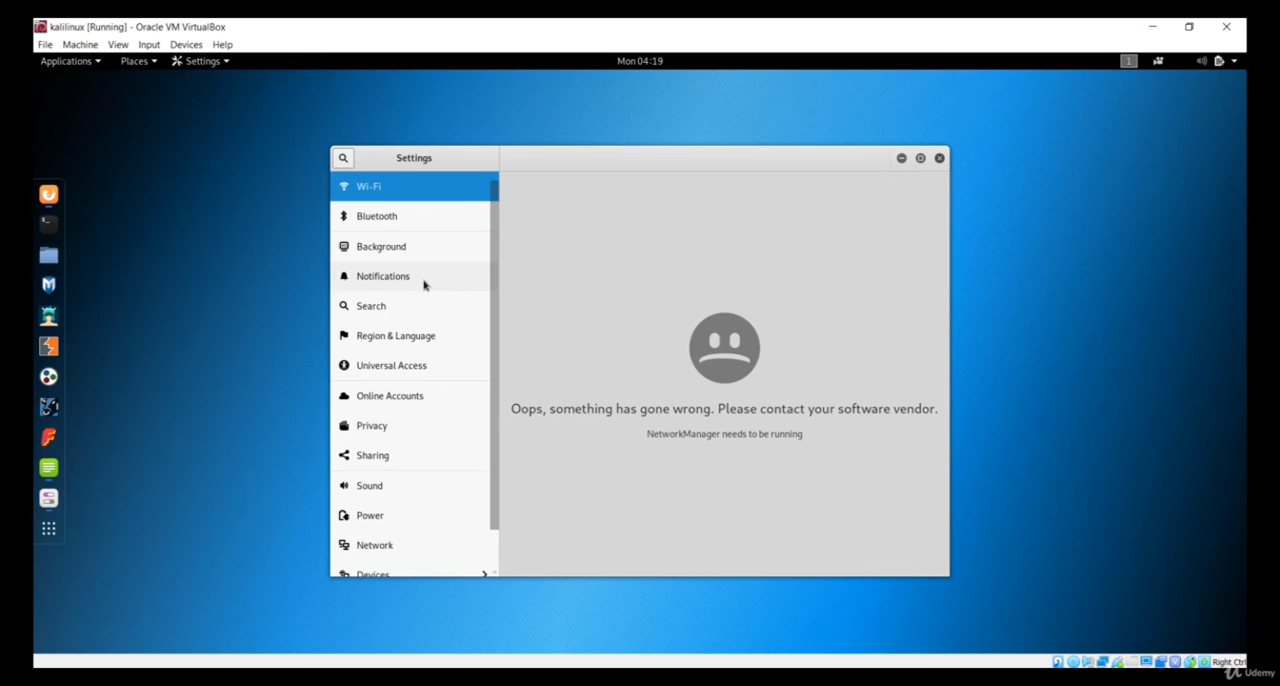 kalilinux [Running] - Oracle VM VirtualBox
File Machine View Input Devices Help
Applications Places Settings Mon 04:19 1
Settings
Wi-Fi
Bluetooth
Background
Notifications
Search
Region & Language
Universal Access
Online Accounts
Privacy
Sharing
Sound
Power
Network
Devices
Oops, something has gone wrong. Please contact your software vendor.
NetworkManager needs to be running
Right Ctrl
Udemy